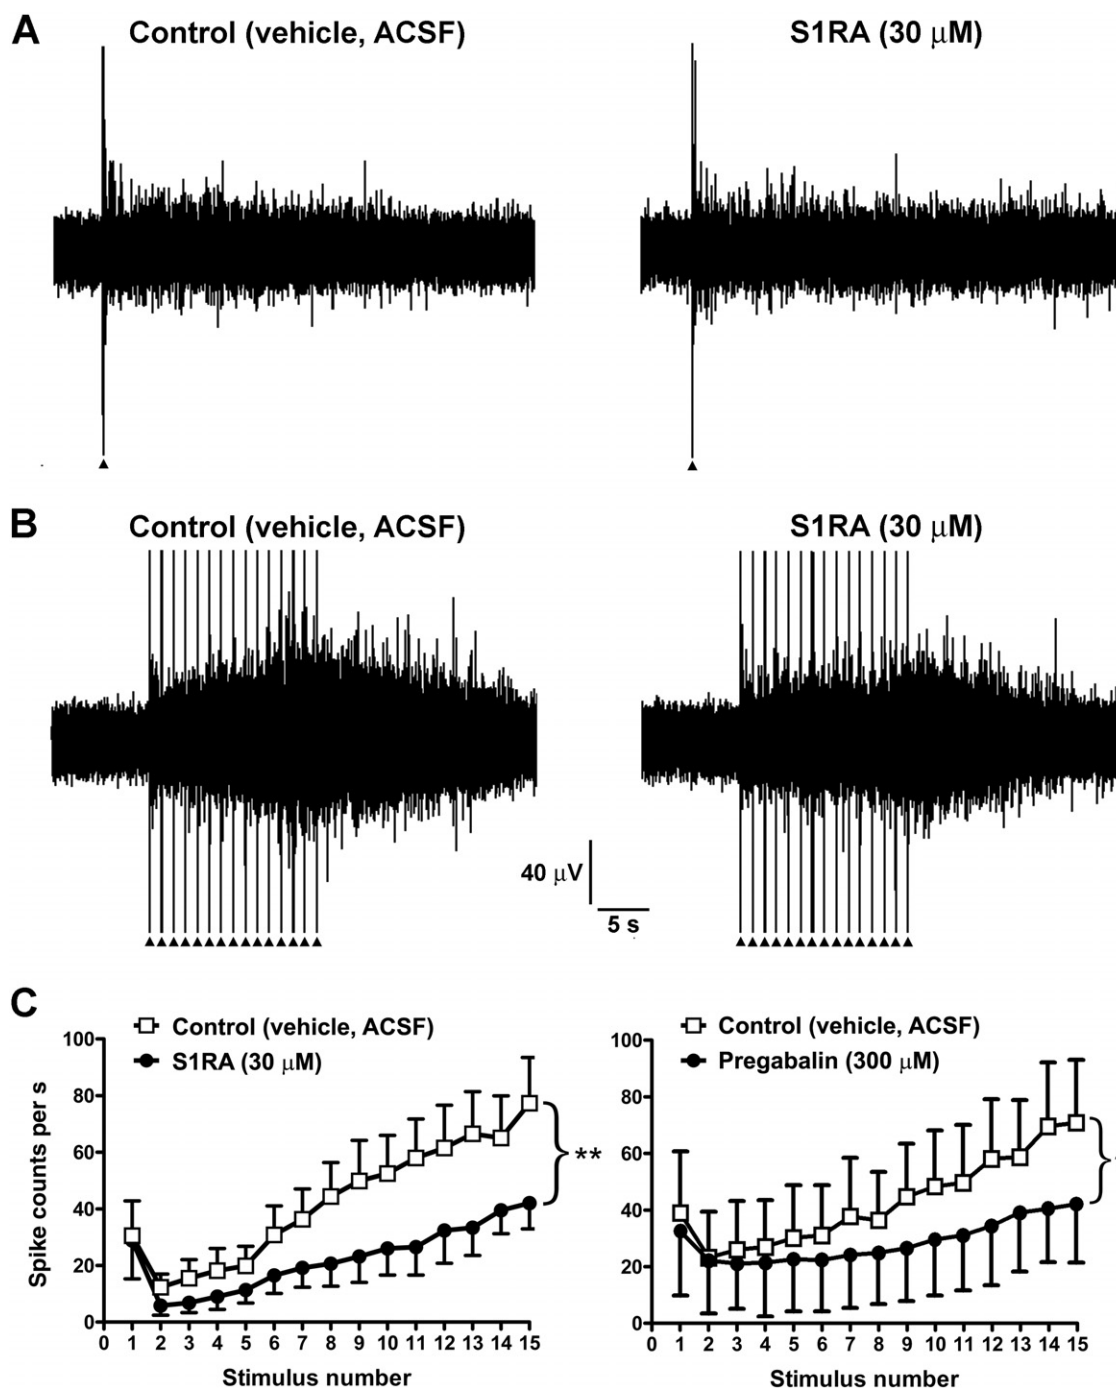 A
Control (vehicle, ACSF)
S1RA (30 μM)
B
Control (vehicle, ACSF)
S1RA (30 μM)
40 μV
5 s
C
Control (vehicle, ACSF)
S1RA (30 μM)
Spike counts per s
100
80
60
40
20
0
**
0 1 2 3 4 5 6 7 8 9 10 11 12 13 14 15
Stimulus number
Control (vehicle, ACSF)
Pregabalin (300 μM)
100
80
60
40
20
0
0 1 2 3 4 5 6 7 8 9 10 11 12 13 14 15
Stimulus number